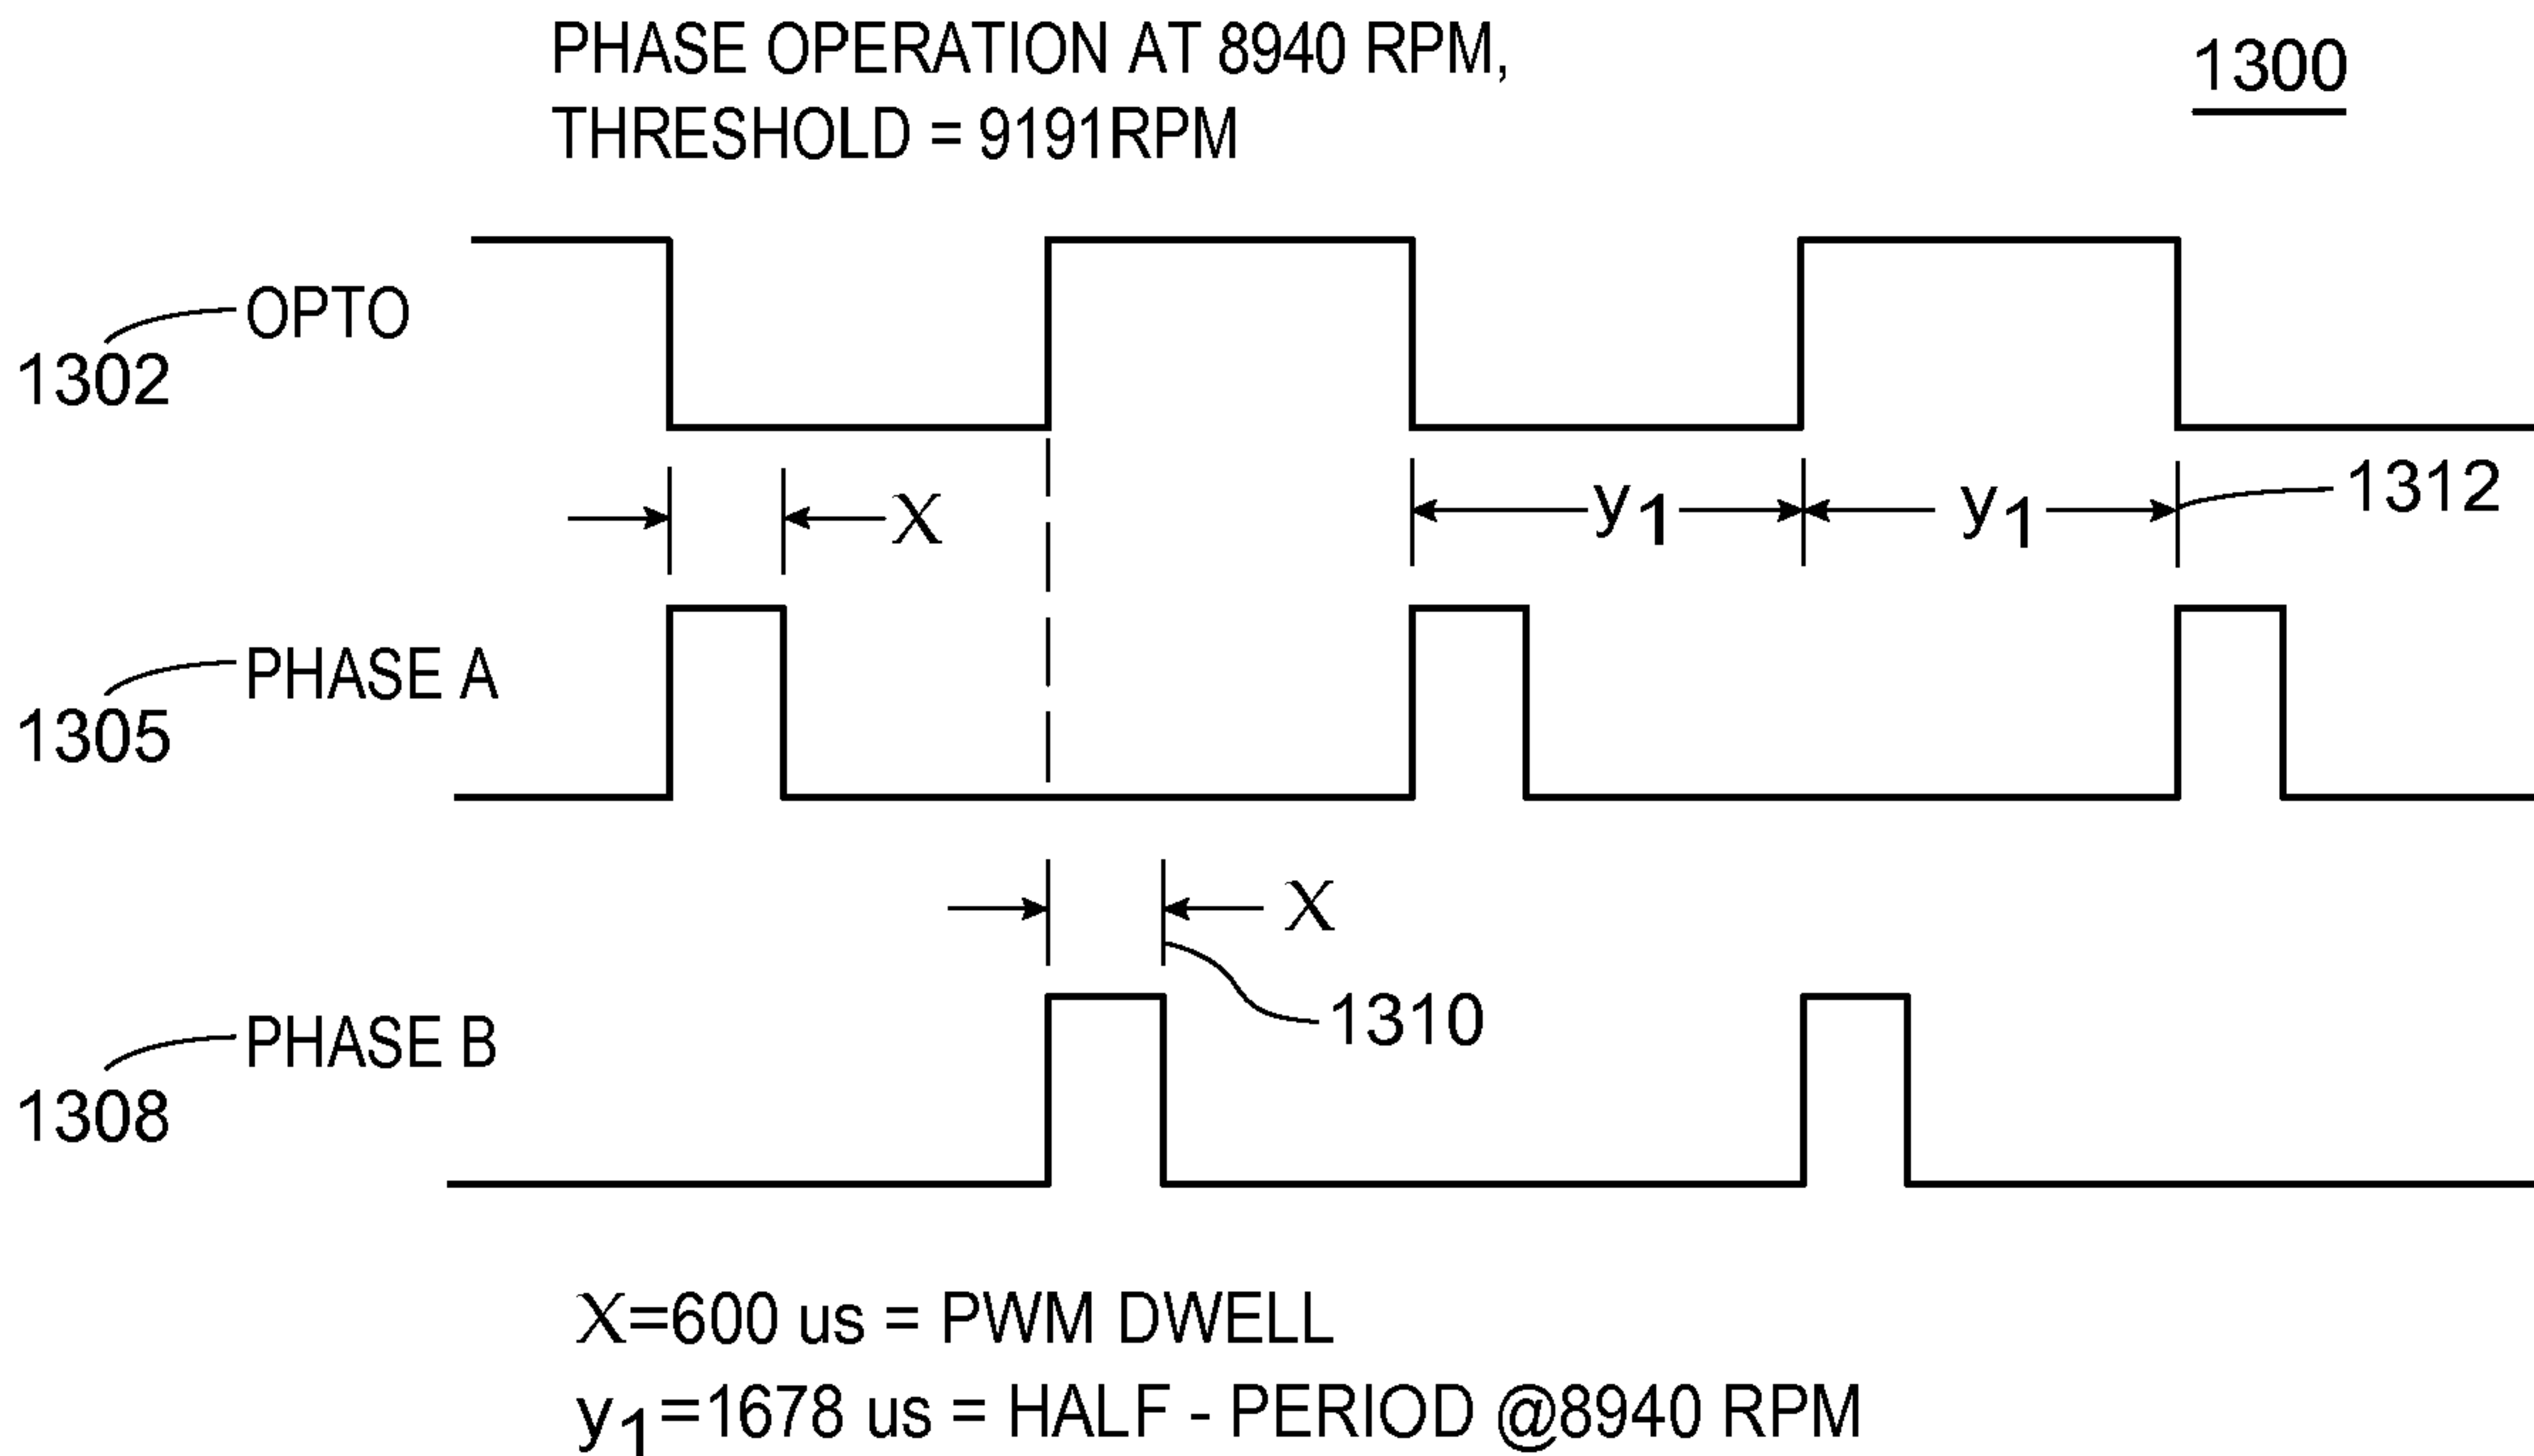 PHASE OPERATION AT 8940 RPM,
THRESHOLD = 9191RPM
1300
OPTO
1302
X
y1
y1
1312
PHASE A
1305
X
1310
PHASE B
1308
X=600 us = PWM DWELL
y1=1678 us = HALF - PERIOD @8940 RPM